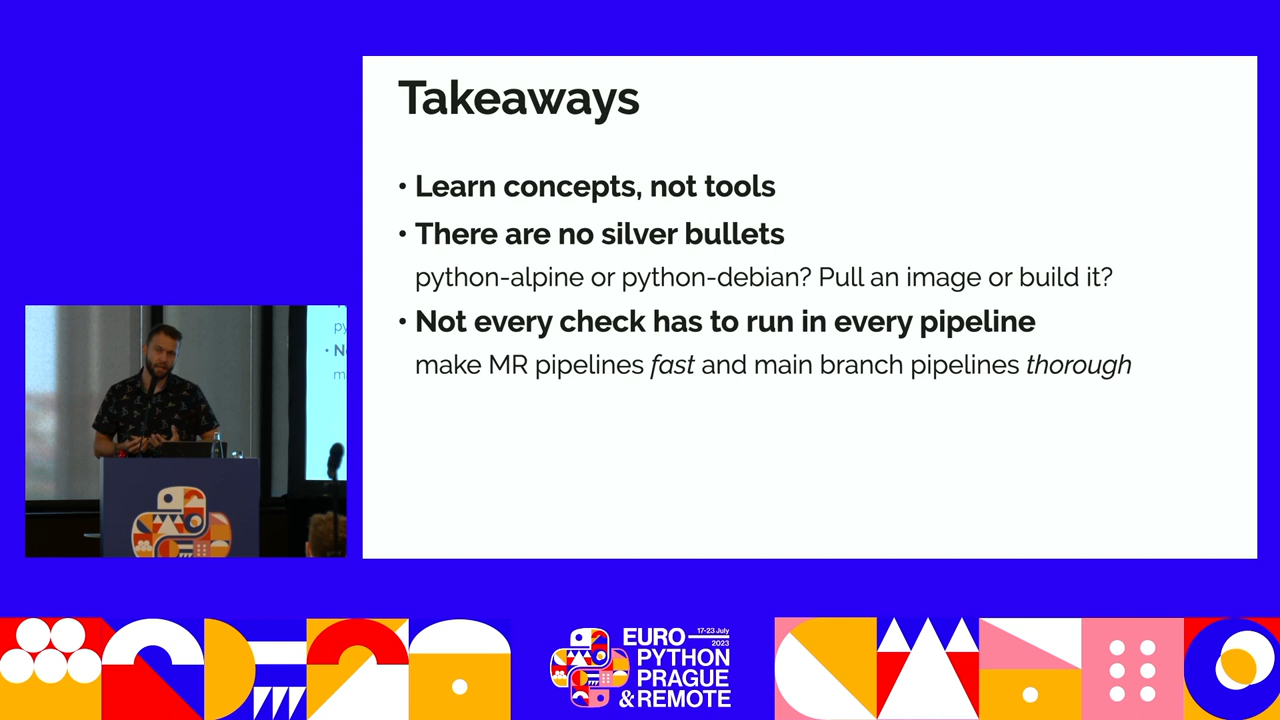 Takeaways
• Learn concepts, not tools
• There are no silver bullets
python-alpine or python-debian? Pull an image or build it?
• Not every check has to run in every pipeline
make MR pipelines fast and main branch pipelines thorough
py
• No
m
17-23 July
2023
EURO
PYTHON
PRAGUE
& REMOTE